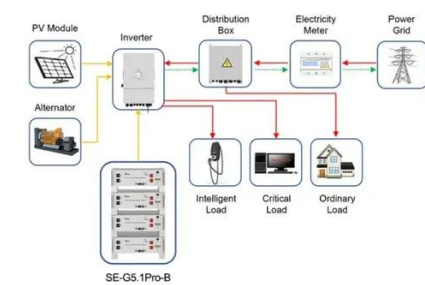 PV Module
Inverter
Distribution
Box
Electricity
Meter
Power
Grid
Alternator
Intelligent
Load
Critical
Load
Ordinary
Load
SE-G5.1Pro-B